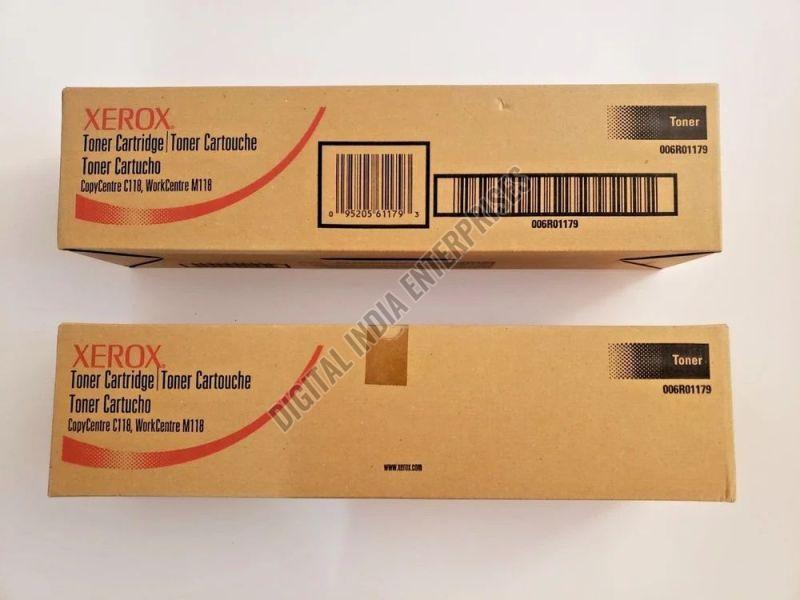 XEROX.
Toner Cartridge | Toner Cartouche
Toner Cartucho
CopyCentre C118, WorkCentre M118
0 95205 61179 3
006R01179
Toner
006R01179
XEROX.
Toner Cartridge | Toner Cartouche
Toner Cartucho
CopyCentre C118, WorkCentre M118
www.xerox.com
Toner
006R01179
DIGITAL INDIA ENTERPRISES